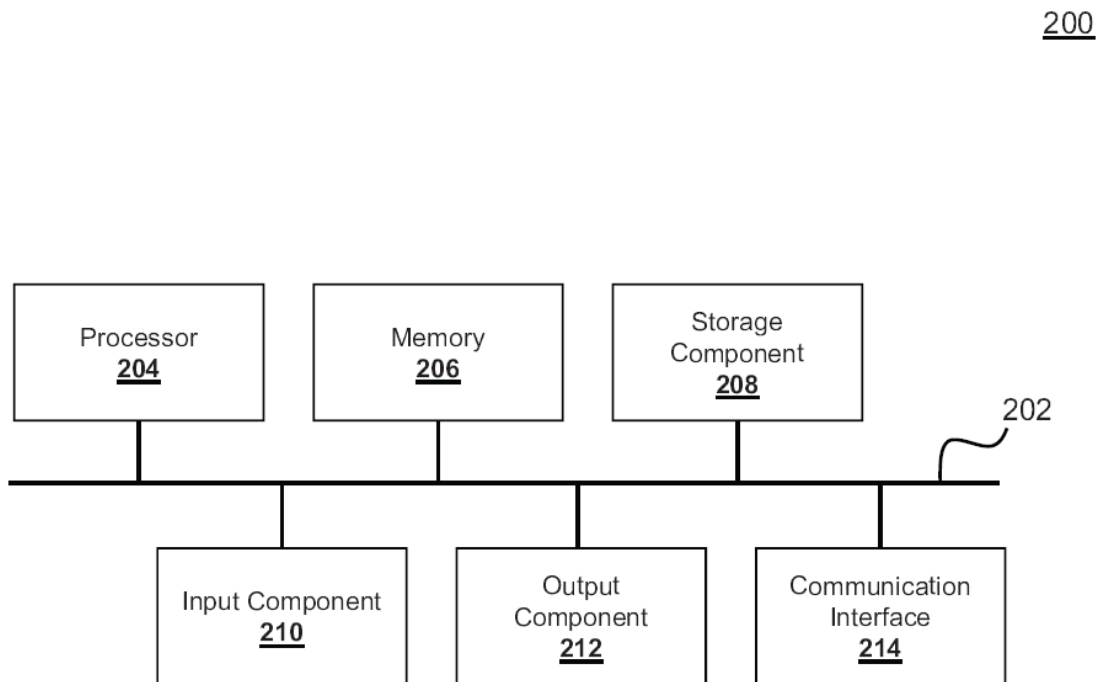 200
Processor
204
Memory
206
Storage
Component
208
202
Input Component
210
Output
Component
212
Communication
Interface
214